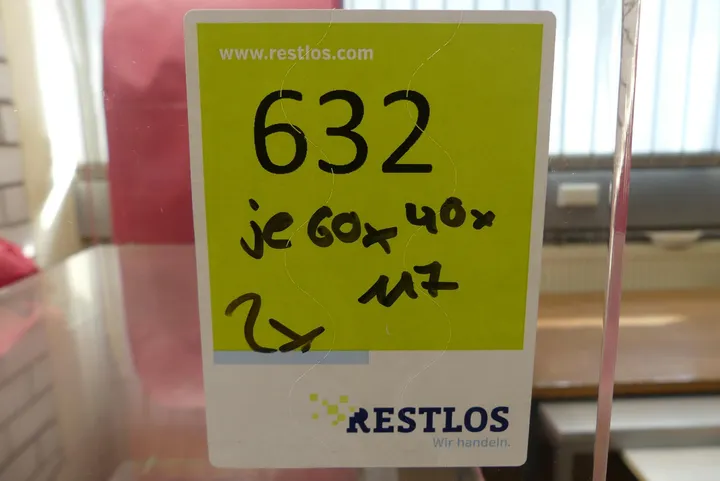 www.restlos.com
632
je 60x 40x
117
2x
RESTLOS
Wir handeln.